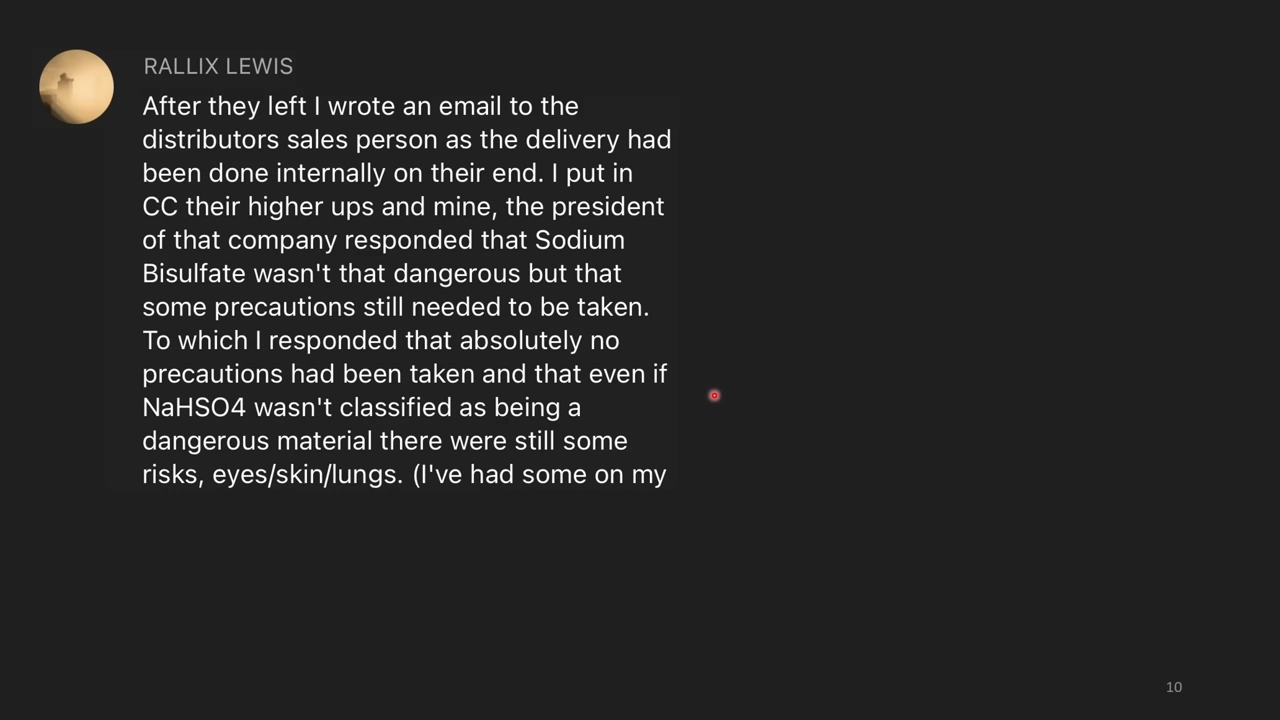 RALLIX LEWIS
After they left I wrote an email to the
distributors sales person as the delivery had
been done internally on their end. I put in
CC their higher ups and mine, the president
of that company responded that Sodium
Bisulfate wasn't that dangerous but that
some precautions still needed to be taken.
To which I responded that absolutely no
precautions had been taken and that even if
NaHSO4 wasn't classified as being a
dangerous material there were still some
risks, eyes/skin/lungs. (I've had some on my
10